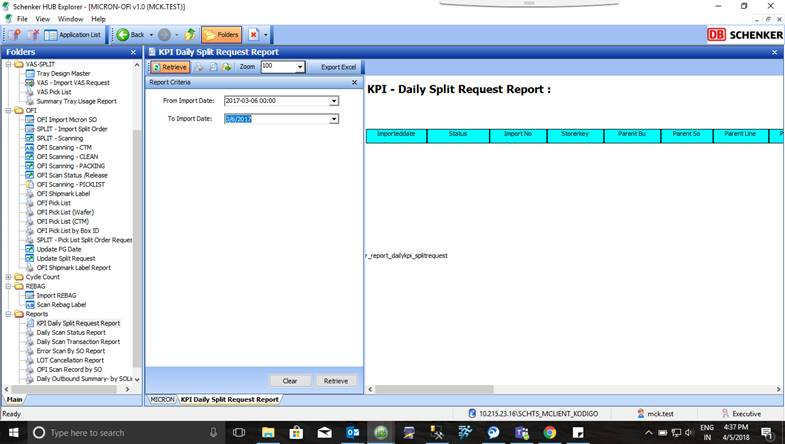 Schenker HUB Explorer - [MICRON-OFI v1.0 (MCK.TEST)]
File View Window Help
Application List Back Folders
DB SCHENKER
Folders
VAS-SPLIT
Tray Design Master
VAS - Import VAS Request
VAS Pick List
Summary Tray Usage Report
OFI
OFI Import Micron SO
SPLIT - Import Split Order
SPLIT - Scanning
OFI Scanning - CTM
OFI Scanning - CLEAN
OFI Scanning - PACKING
OFI Scan Status /Release
OFI Scanning - PICKLIST
OFI Shipmark Label
OFI Pick List
OFI Pick List (Wafer)
OFI Pick List (CTM)
OFI Pick List by Box ID
SPLIT - Pick List Split Order Reques
Update FG Date
Update Split Request
OFI Shipmark Label Report
Cycle Count
REBAG
Import REBAG
Scan Rebag Label
Reports
KPI Daily Split Request Report
Daily Scan Status Report
Daily Scan Transaction Report
Error Scan By SO Report
LOT Cancellation Report
OFI Scan Record by SO
Daily Outbound Summary- by SOLin
Main
KPI Daily Split Request Report
Retrieve Zoom 100 Export Excel
Report Criteria
From Import Date: 2017-03-06 00:00
To Import Date: 3/6/2017
Clear Retrieve
KPI - Daily Split Request Report :
Importeddate Status Import No Storerkey Parent Bu Parent So Parent Line P
r_report_dailykpi_splitrequest
MICRON KPI Daily Split Request Report
Ready 10.215.23.16\SCHTS_MCLIENT_KODIGO mck.test Executive
Type here to search
ENG
IN
4:37 PM
4/5/2018